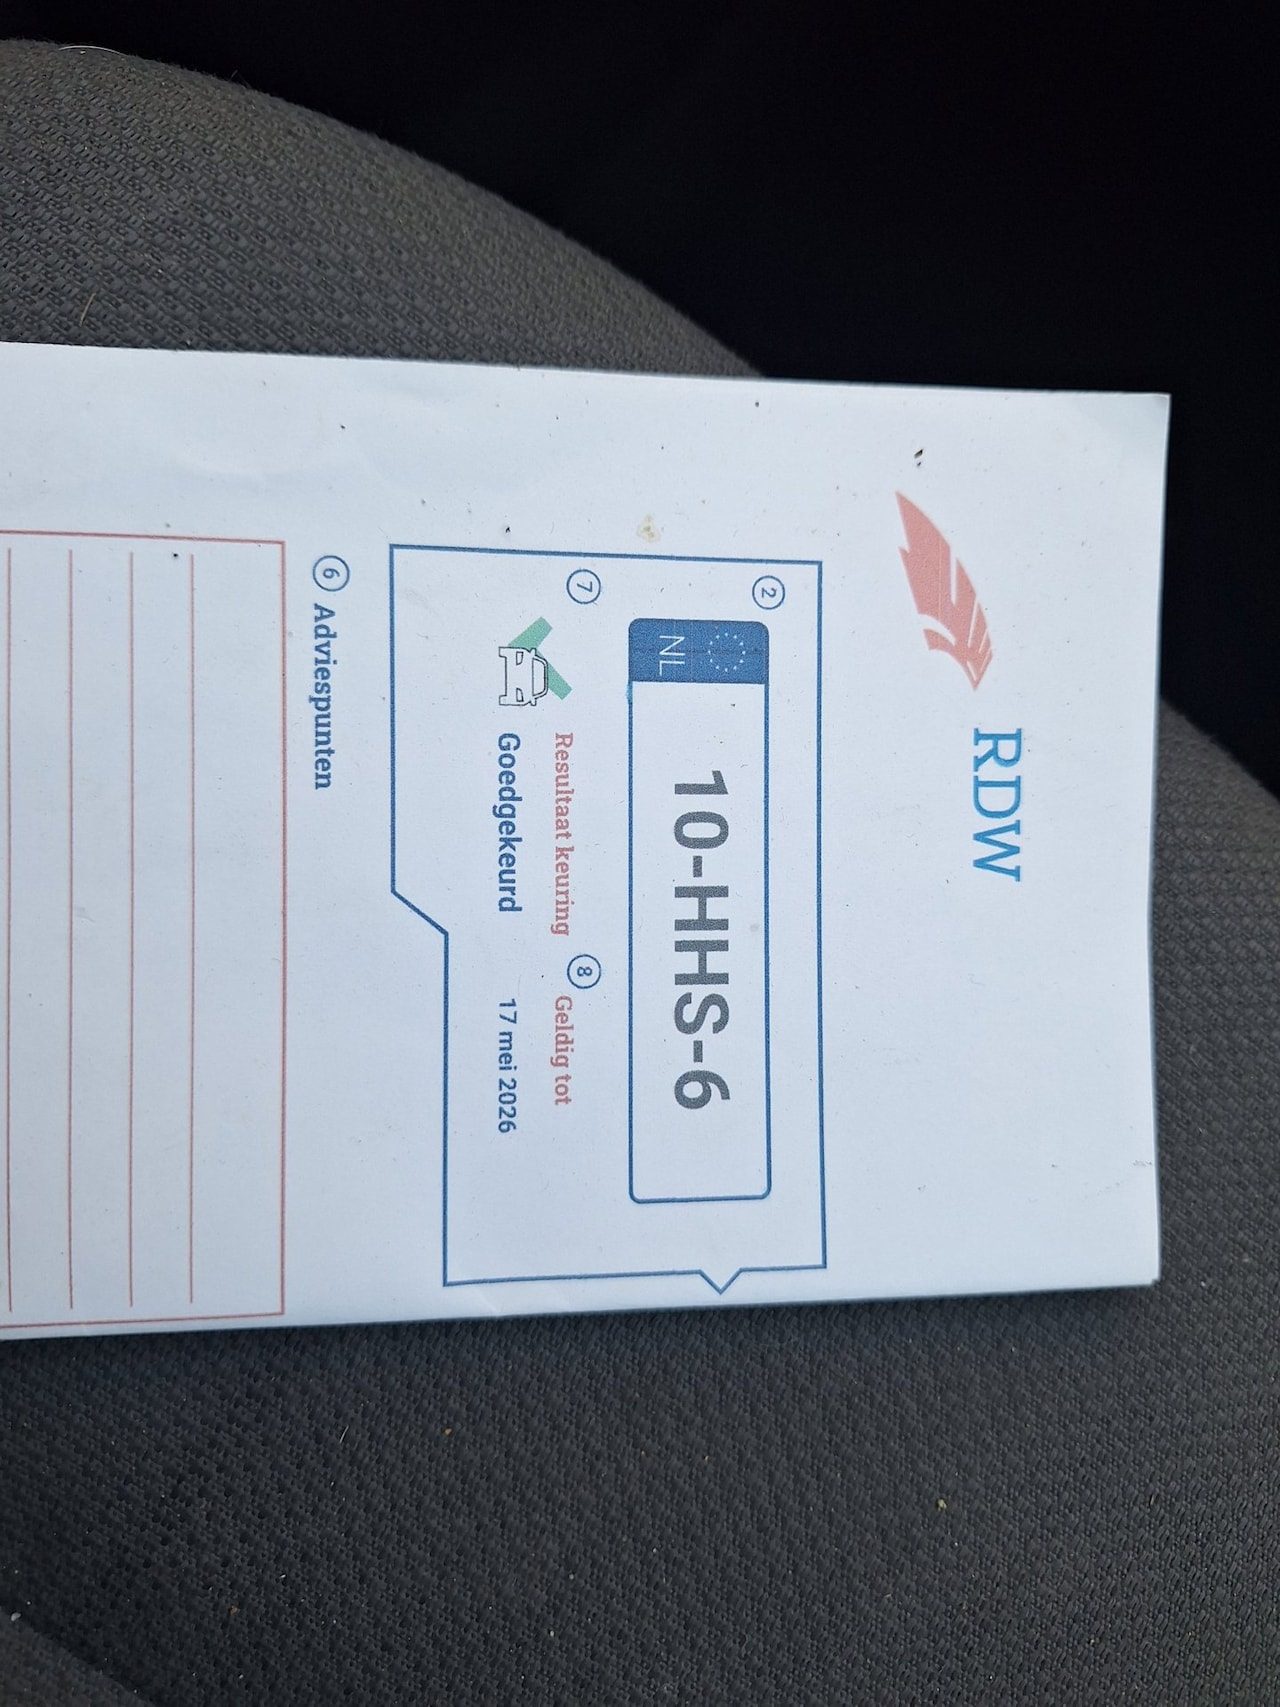 RDW
2
NL 10-HHS-6
7 Resultaat keuring 8 Geldig tot
Goedgekeurd 17 mei 2026
6 Adviespunten